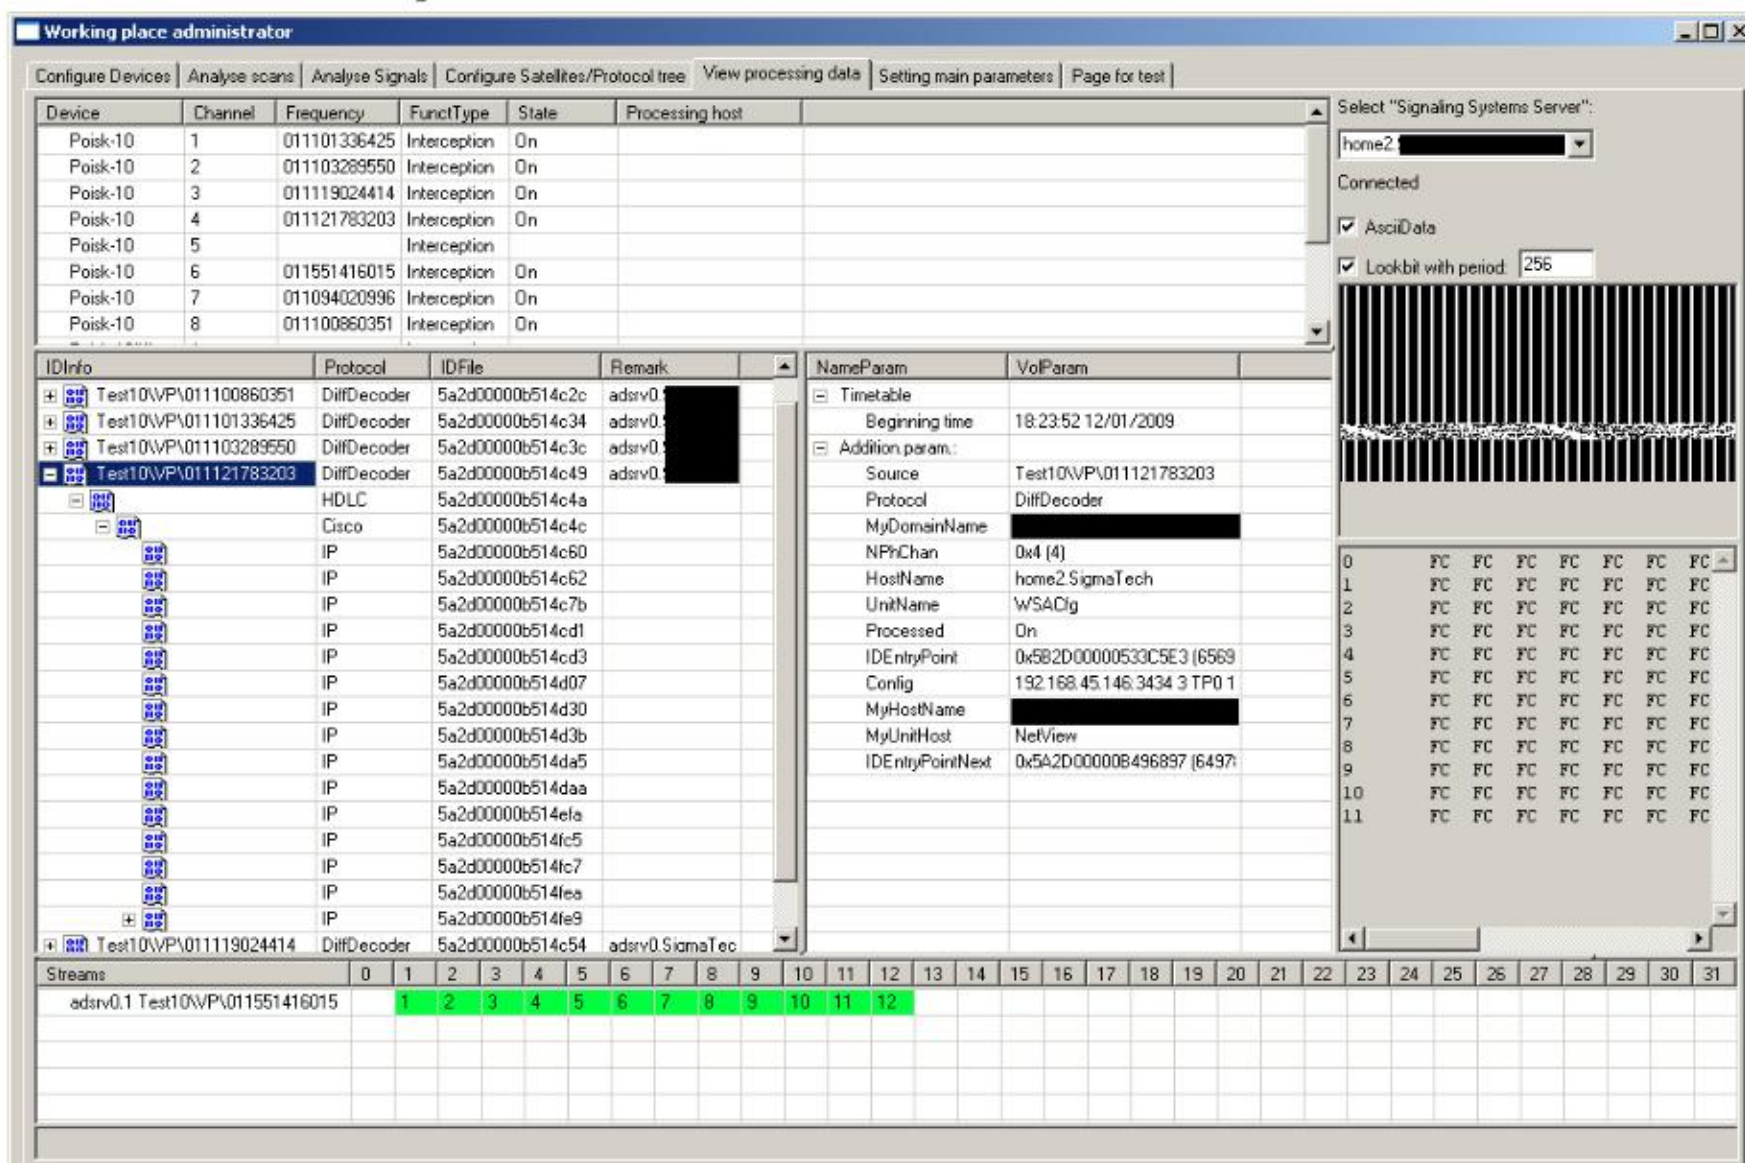 Working place administrator
Configure Devices Analyse scans Analyse Signals Configure Satellites/Protocol tree View processing data Setting main parameters Page for test
Device Channel Frequency FunctType State Processing host
Poisk-10 1 011101336425 Interception On
Poisk-10 2 011103289550 Interception On
Poisk-10 3 011119024414 Interception On
Poisk-10 4 011121783203 Interception On
Poisk-10 5 Interception
Poisk-10 6 011551416015 Interception On
Poisk-10 7 011094020996 Interception On
Poisk-10 8 011100860351 Interception On
Select "Signaling Systems Server":
home2.
Connected
AsciiData
Lookbit with period: 256
IDInfo Protocol IDFile Remark
Test10\VP\011100860351 DiffDecoder 5a2d00000b514c2c adsrv0.
Test10\VP\011101336425 DiffDecoder 5a2d00000b514c34 adsrv0.
Test10\VP\011103289550 DiffDecoder 5a2d00000b514c3c adsrv0.
Test10\VP\011121783203 DiffDecoder 5a2d00000b514c49 adsrv0.
HDLC 5a2d00000b514c4a
Cisco 5a2d00000b514c4c
IP 5a2d00000b514c60
IP 5a2d00000b514c62
IP 5a2d00000b514c7b
IP 5a2d00000b514cd1
IP 5a2d00000b514cd3
IP 5a2d00000b514d07
IP 5a2d00000b514d30
IP 5a2d00000b514d3b
IP 5a2d00000b514da5
IP 5a2d00000b514daa
IP 5a2d00000b514efa
IP 5a2d00000b514fc5
IP 5a2d00000b514fc7
IP 5a2d00000b514fea
IP 5a2d00000b514fe9
Test10\VP\011119024414 DiffDecoder 5a2d00000b514c54 adsrv0.SigmaTec
NameParam VolParam
Timetable
Beginning time 18:23:52 12/01/2009
Addition param.:
Source Test10\VP\011121783203
Protocol DiffDecoder
MyDomainName
NPhChan 0x4 (4)
HostName home2.SigmaTech
UnitName WSACfg
Processed On
IDEntryPoint 0x5B2D00000533C5E3 (6569
Config 192.168.45.146:3434 3 TP0 1
MyHostName
MyUnitHost NetView
IDEntryPointNext 0x5A2D00000B496897 (6497
0 FC FC FC FC FC FC FC
1 FC FC FC FC FC FC FC
2 FC FC FC FC FC FC FC
3 FC FC FC FC FC FC FC
4 FC FC FC FC FC FC FC
5 FC FC FC FC FC FC FC
6 FC FC FC FC FC FC FC
7 FC FC FC FC FC FC FC
8 FC FC FC FC FC FC FC
9 FC FC FC FC FC FC FC
10 FC FC FC FC FC FC FC
11 FC FC FC FC FC FC FC
Streams 0 1 2 3 4 5 6 7 8 9 10 11 12 13 14 15 16 17 18 19 20 21 22 23 24 25 26 27 28 29 30 31
adsrv0.1 Test10\VP\011551416015 1 2 3 4 5 6 7 8 9 10 11 12